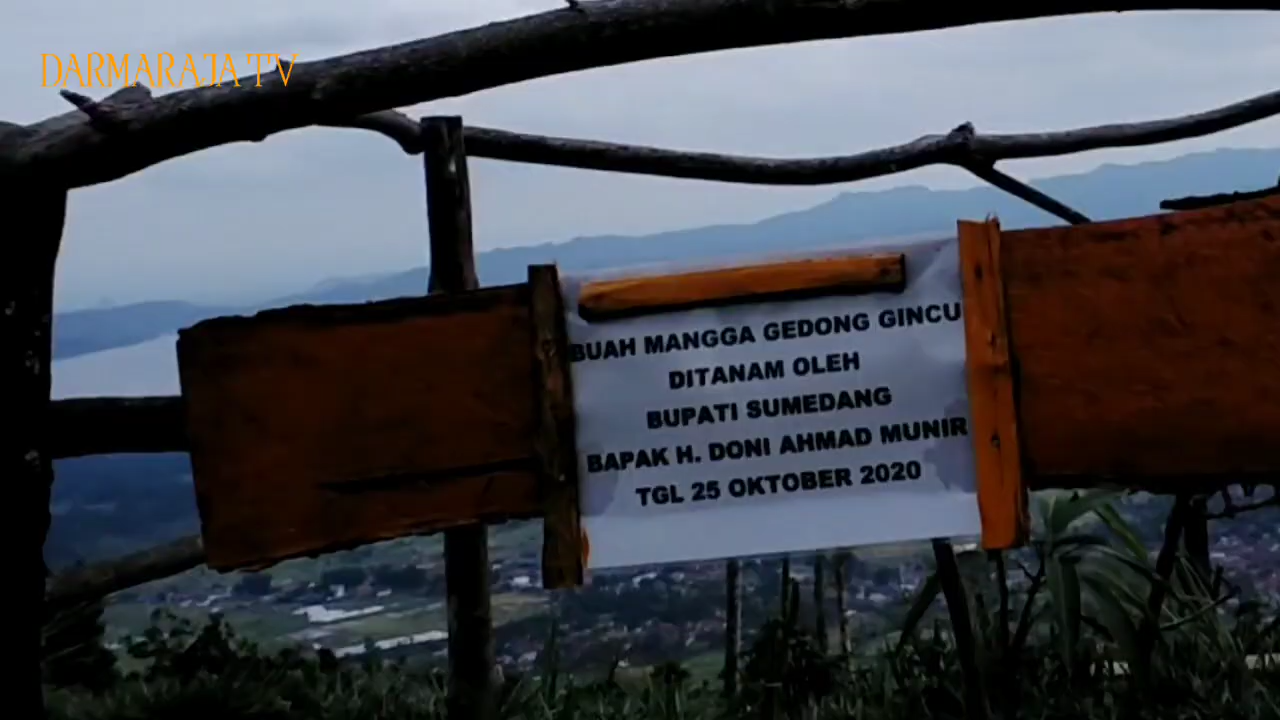 DARMARAJA TV
BUAH MANGGA GEDONG GINCU
DITANAM OLEH
BUPATI SUMEDANG
BAPAK H. DONI AHMAD MUNIR
TGL 25 OKTOBER 2020